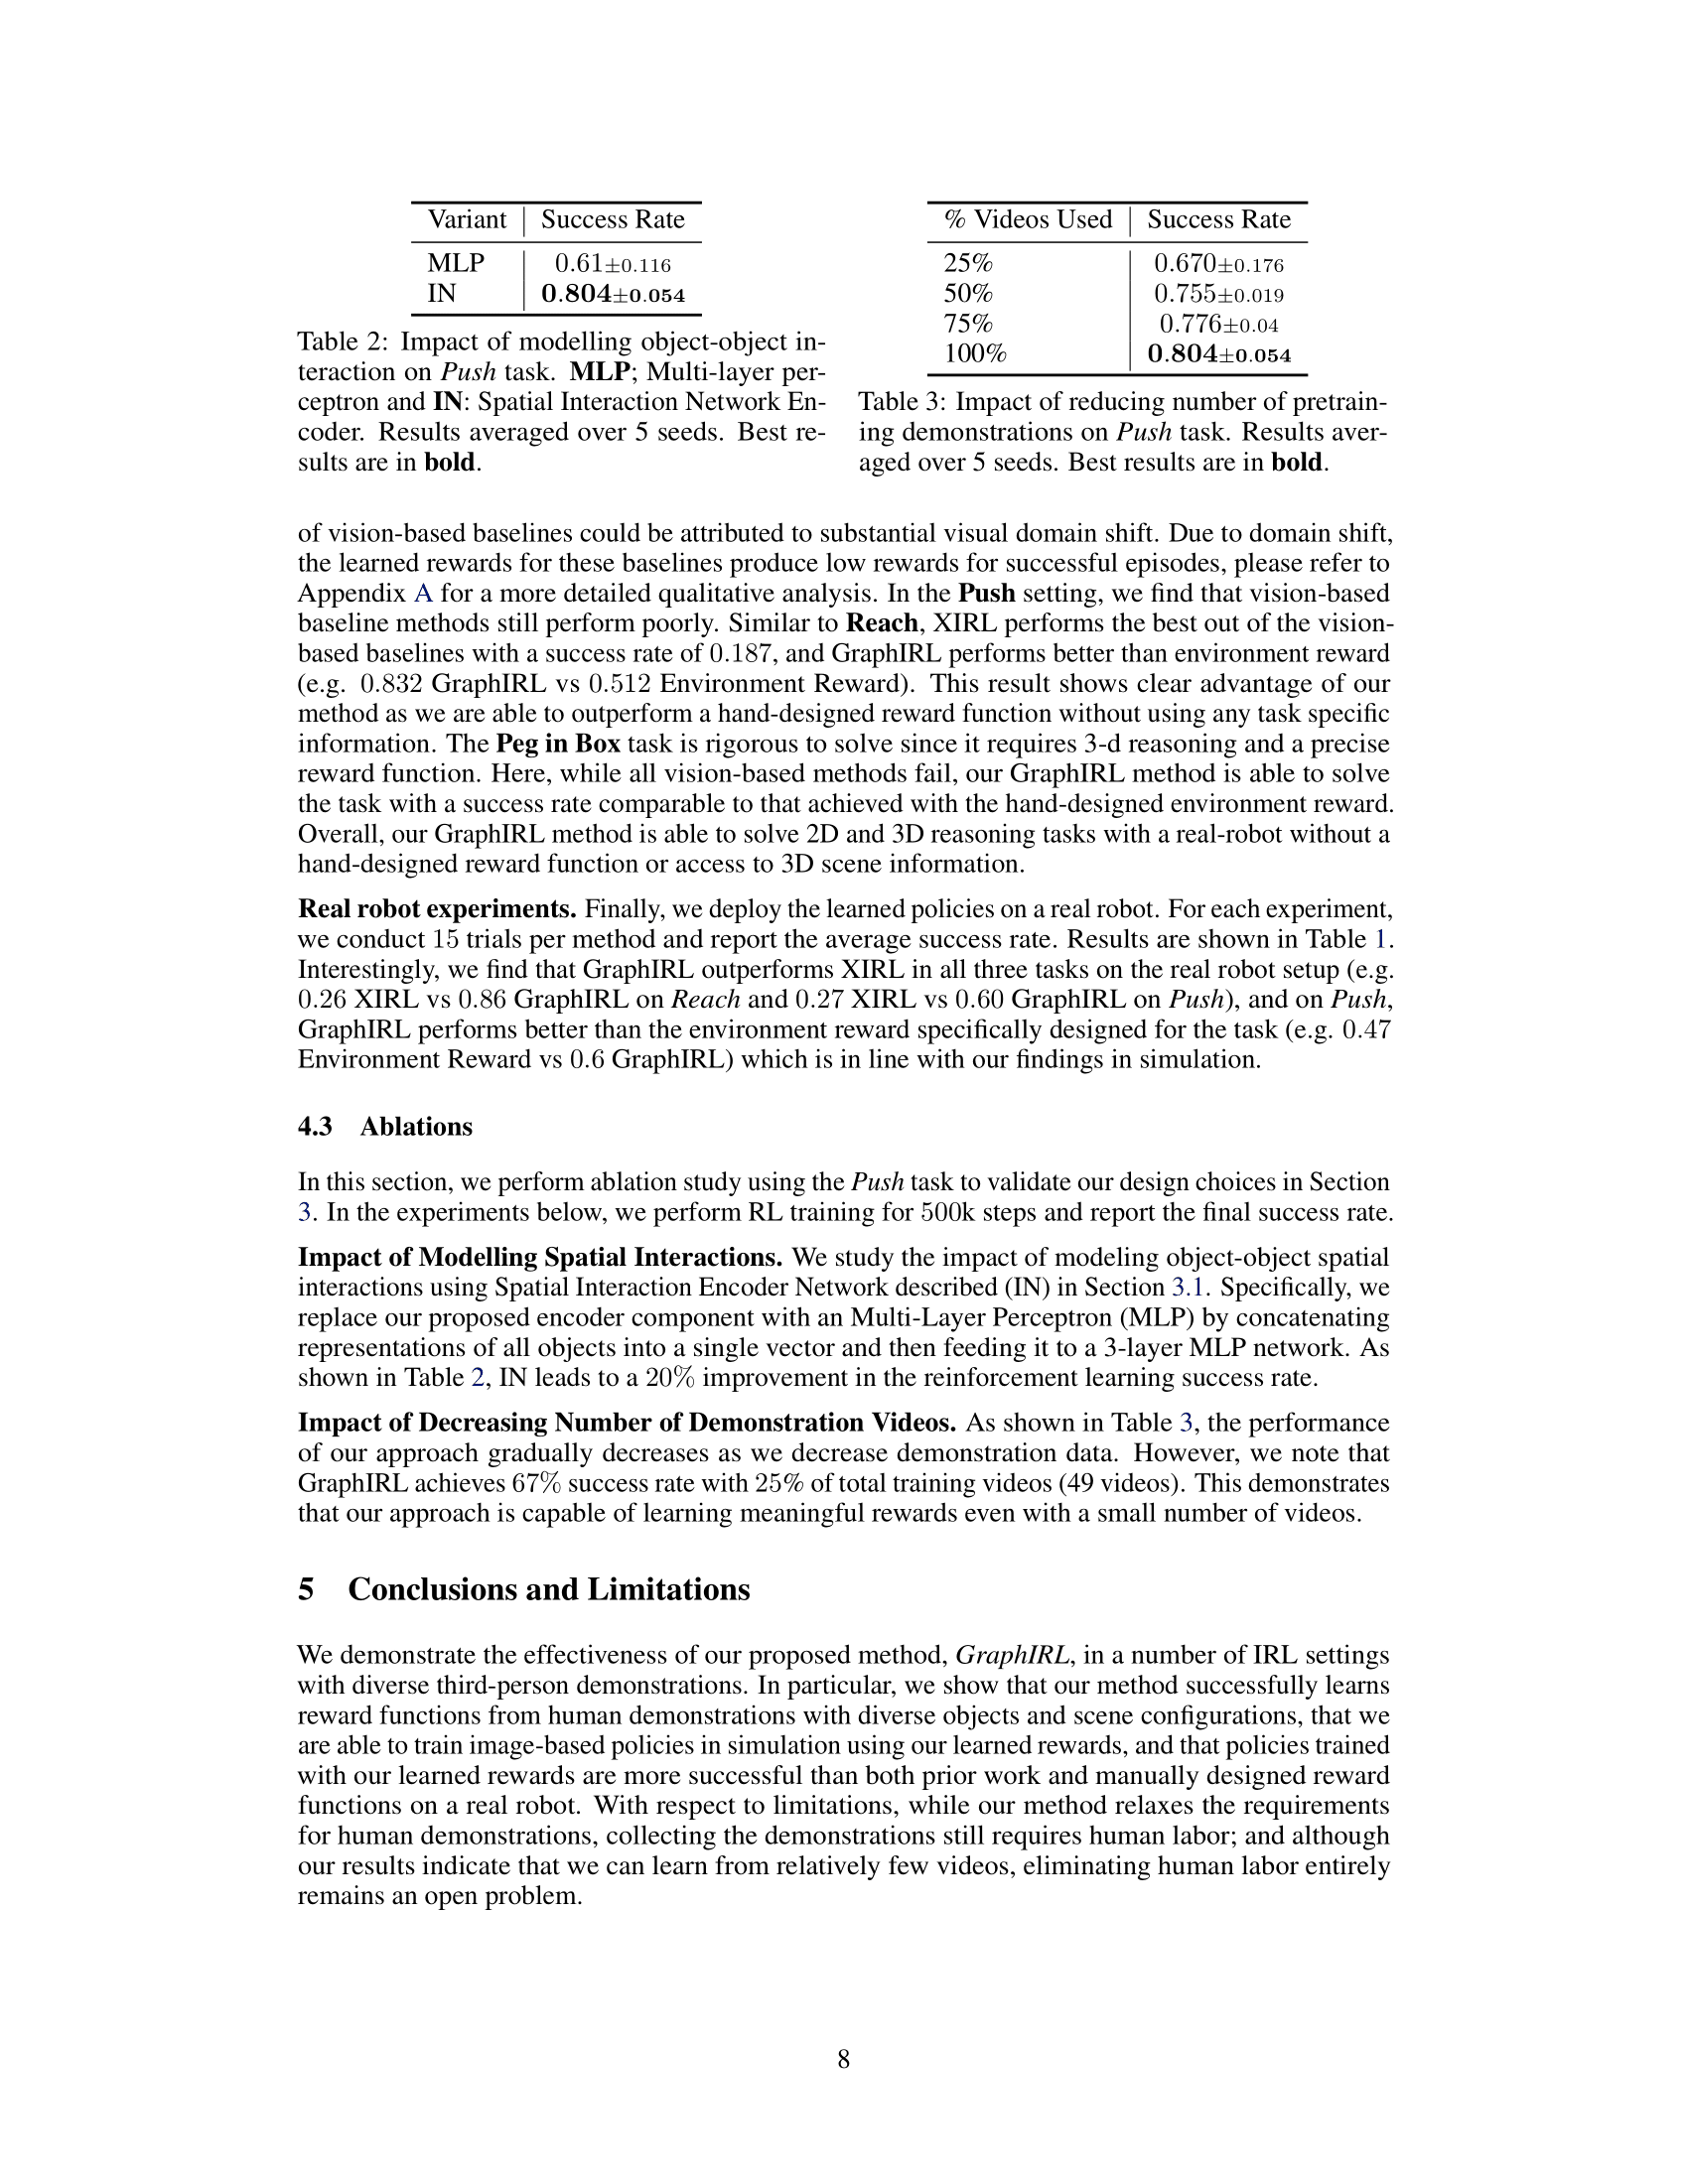 Variant Success Rate
MLP 0.61±0.116
IN 0.804±0.054
Table 2: Impact of modelling object-object in-
teraction on Push task. MLP; Multi-layer per-
ceptron and IN: Spatial Interaction Network En-
coder. Results averaged over 5 seeds. Best re-
sults are in bold.
% Videos Used Success Rate
25% 0.670±0.176
50% 0.755±0.019
75% 0.776±0.04
100% 0.804±0.054
Table 3: Impact of reducing number of pretrain-
ing demonstrations on Push task. Results aver-
aged over 5 seeds. Best results are in bold.
of vision-based baselines could be attributed to substantial visual domain shift. Due to domain shift,
the learned rewards for these baselines produce low rewards for successful episodes, please refer to
Appendix A for a more detailed qualitative analysis. In the Push setting, we find that vision-based
baseline methods still perform poorly. Similar to Reach, XIRL performs the best out of the vision-
based baselines with a success rate of 0.187, and GraphIRL performs better than environment reward
(e.g. 0.832 GraphIRL vs 0.512 Environment Reward). This result shows clear advantage of our
method as we are able to outperform a hand-designed reward function without using any task specific
information. The Peg in Box task is rigorous to solve since it requires 3-d reasoning and a precise
reward function. Here, while all vision-based methods fail, our GraphIRL method is able to solve
the task with a success rate comparable to that achieved with the hand-designed environment reward.
Overall, our GraphIRL method is able to solve 2D and 3D reasoning tasks with a real-robot without a
hand-designed reward function or access to 3D scene information.
Real robot experiments. Finally, we deploy the learned policies on a real robot. For each experiment,
we conduct 15 trials per method and report the average success rate. Results are shown in Table 1.
Interestingly, we find that GraphIRL outperforms XIRL in all three tasks on the real robot setup (e.g.
0.26 XIRL vs 0.86 GraphIRL on Reach and 0.27 XIRL vs 0.60 GraphIRL on Push), and on Push,
GraphIRL performs better than the environment reward specifically designed for the task (e.g. 0.47
Environment Reward vs 0.6 GraphIRL) which is in line with our findings in simulation.
4.3 Ablations
In this section, we perform ablation study using the Push task to validate our design choices in Section
3. In the experiments below, we perform RL training for 500k steps and report the final success rate.
Impact of Modelling Spatial Interactions. We study the impact of modeling object-object spatial
interactions using Spatial Interaction Encoder Network described (IN) in Section 3.1. Specifically, we
replace our proposed encoder component with an Multi-Layer Perceptron (MLP) by concatenating
representations of all objects into a single vector and then feeding it to a 3-layer MLP network. As
shown in Table 2, IN leads to a 20% improvement in the reinforcement learning success rate.
Impact of Decreasing Number of Demonstration Videos. As shown in Table 3, the performance
of our approach gradually decreases as we decrease demonstration data. However, we note that
GraphIRL achieves 67% success rate with 25% of total training videos (49 videos). This demonstrates
that our approach is capable of learning meaningful rewards even with a small number of videos.
5 Conclusions and Limitations
We demonstrate the effectiveness of our proposed method, GraphIRL, in a number of IRL settings
with diverse third-person demonstrations. In particular, we show that our method successfully learns
reward functions from human demonstrations with diverse objects and scene configurations, that we
are able to train image-based policies in simulation using our learned rewards, and that policies trained
with our learned rewards are more successful than both prior work and manually designed reward
functions on a real robot. With respect to limitations, while our method relaxes the requirements
for human demonstrations, collecting the demonstrations still requires human labor; and although
our results indicate that we can learn from relatively few videos, eliminating human labor entirely
remains an open problem.
8